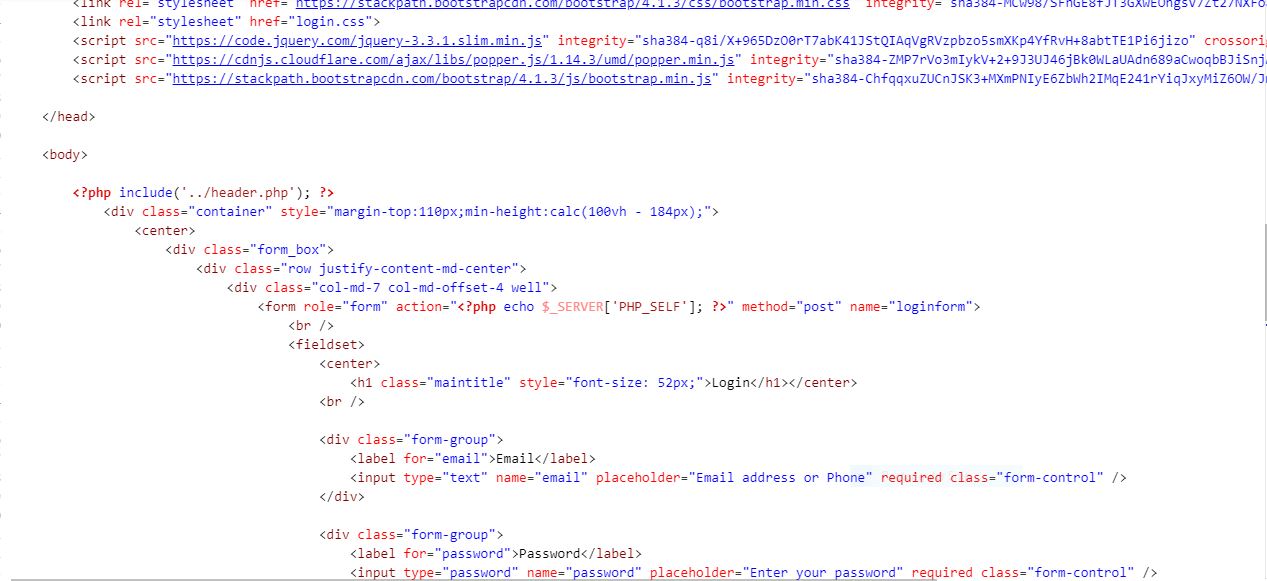 <link rel="stylesheet" href="https://stackpath.bootstrapcdn.com/bootstrap/4.1.3/css/bootstrap.min.css" integrity="
<link rel="stylesheet" href="login.css">
<script src="https://code.jquery.com/jquery-3.3.1.slim.min.js" integrity="sha384-q8i/X+965DzO0rT7abK41JStQIAqVgRVzpbzo5smXKp4YfRvH+8abtTE1Pi6jizo"
<script src="https://cdnjs.cloudflare.com/ajax/libs/popper.js/1.14.3/umd/popper.min.js" integrity="sha384-ZMP7rVo3mIykV+2+9J3UJ46jBk0WLaUAdn689aCwoqbBJiSnj
<script src="https://stackpath.bootstrapcdn.com/bootstrap/4.1.3/js/bootstrap.min.js" integrity="sha384-ChfqqxuZUCnJSK3+MXmPNIyE6ZbWh2IMqE241rYiqJxyMiZ6OW/
</head>
<body>
<?php include('../header.php'); ?>
<div class="container" style="margin-top:110px;min-height:calc(100vh - 184px);">
<center>
<div class="form_box">
<div class="row justify-content-md-center">
<div class="col-md-7 col-md-offset-4 well">
<form role="form" action="<?php echo $_SERVER['PHP_SELF']; ?>" method="post" name="loginform">
<br />
<fieldset>
<center>
<h1 class="maintitle" style="font-size: 52px;">Login</h1></center>
<br />
<div class="form-group">
<label for="email">Email</label>
<input type="text" name="email" placeholder="Email address or Phone" required class="form-control" />
</div>
<div class="form-group">
<label for="password">Password</label>
<input type="password" name="password" placeholder="Enter your password" required class="form-control" />